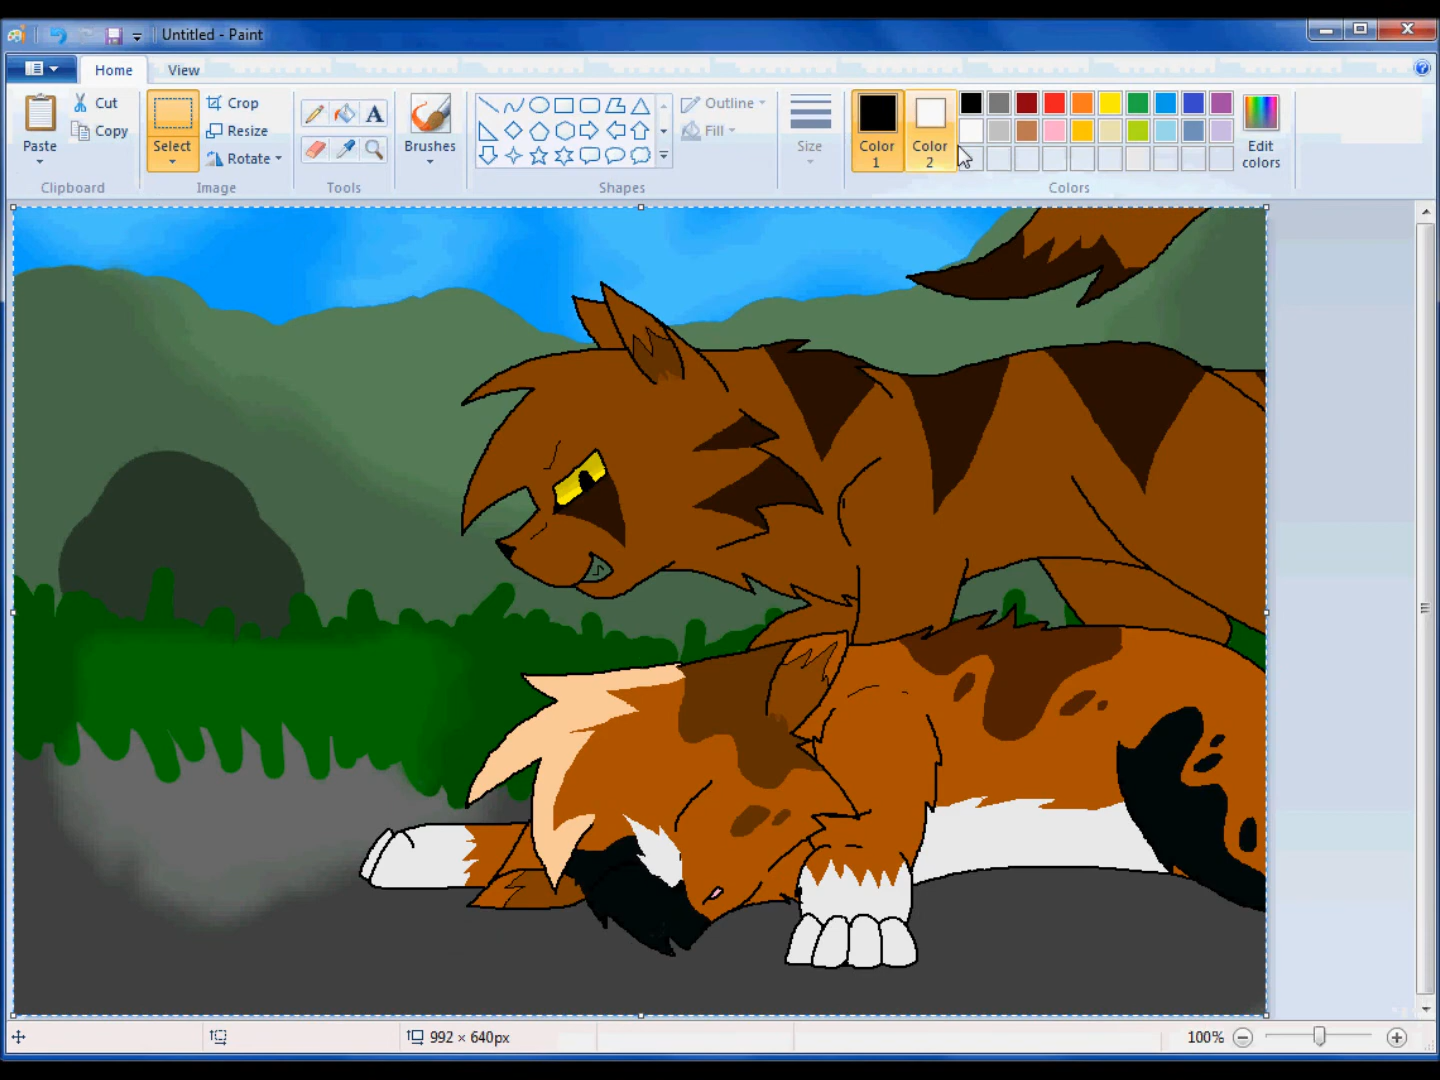 Untitled - Paint
Home View
Cut
Copy
Paste
Clipboard
Select
Crop
Resize
Rotate
Image
A
Tools
Brushes
Outline
Fill
Shapes
Size
Color 1
Color 2
Edit colors
Colors
992 × 640px
100%